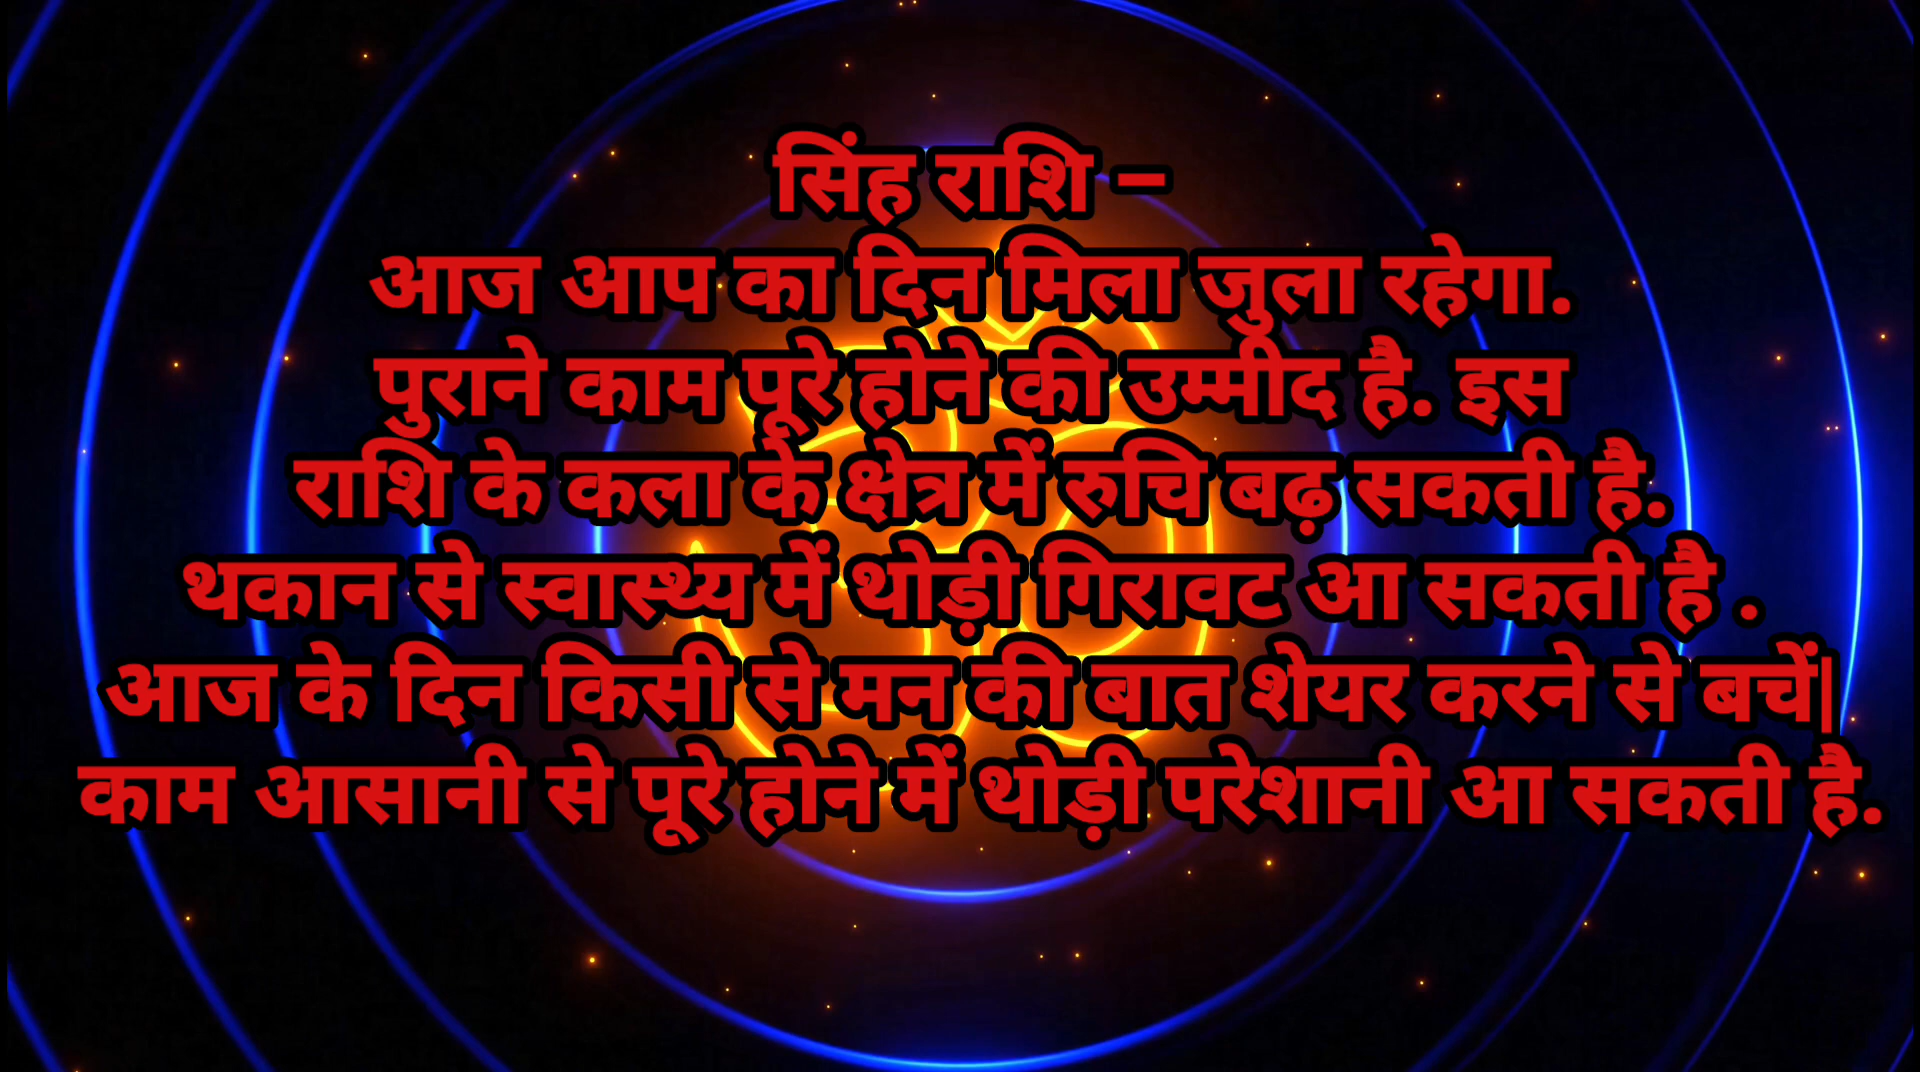 सिंह राशि –
आज आप का दिन मिला जुला रहेगा.
पुराने काम पूरे होने की उम्मीद है. इस
राशि के कला के क्षेत्र में रुचि बढ़ सकती है.
थकान से स्वास्थ्य में थोड़ी गिरावट आ सकती है .
आज के दिन किसी से मन की बात शेयर करने से बचें|
काम आसानी से पूरे होने में थोड़ी परेशानी आ सकती है.